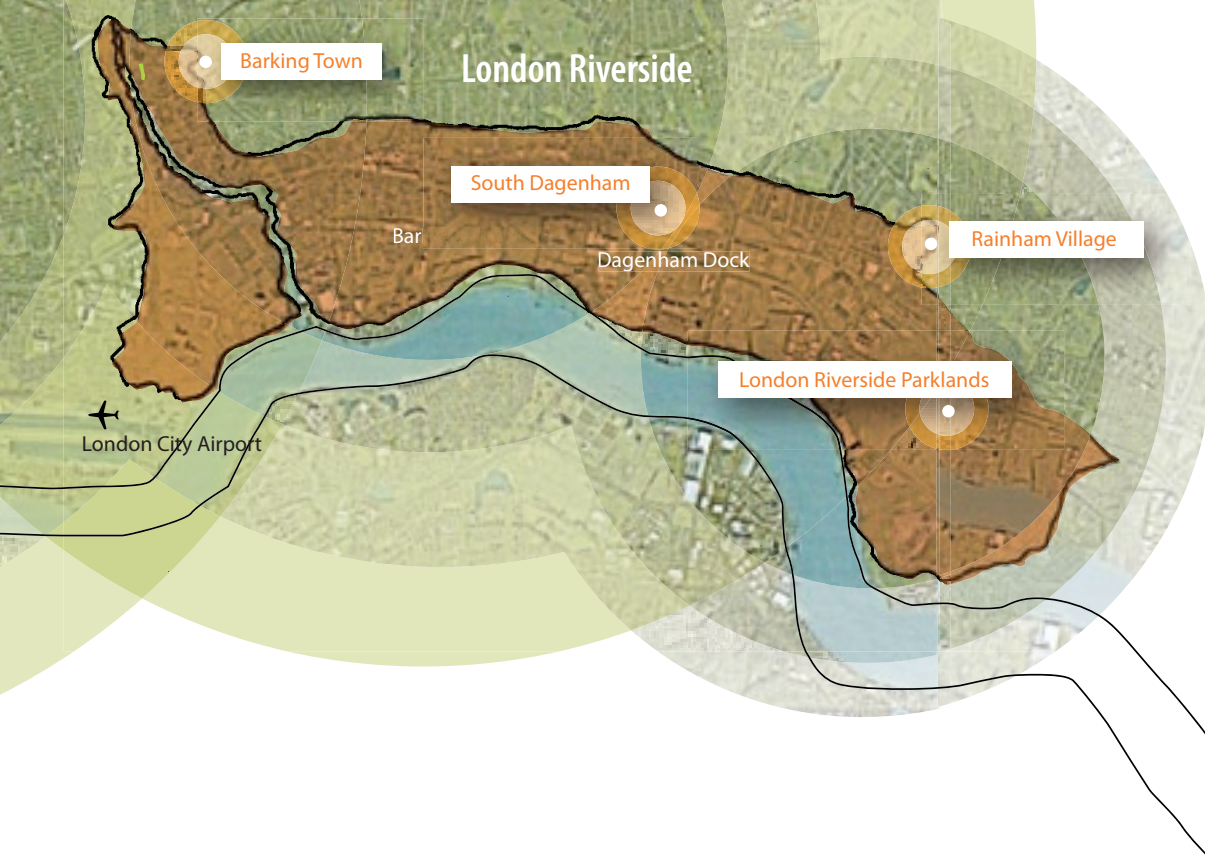 Barking Town
London Riverside
South Dagenham
Bar
Rainham Village
Dagenham Dock
London Riverside Parklands
London City Airport